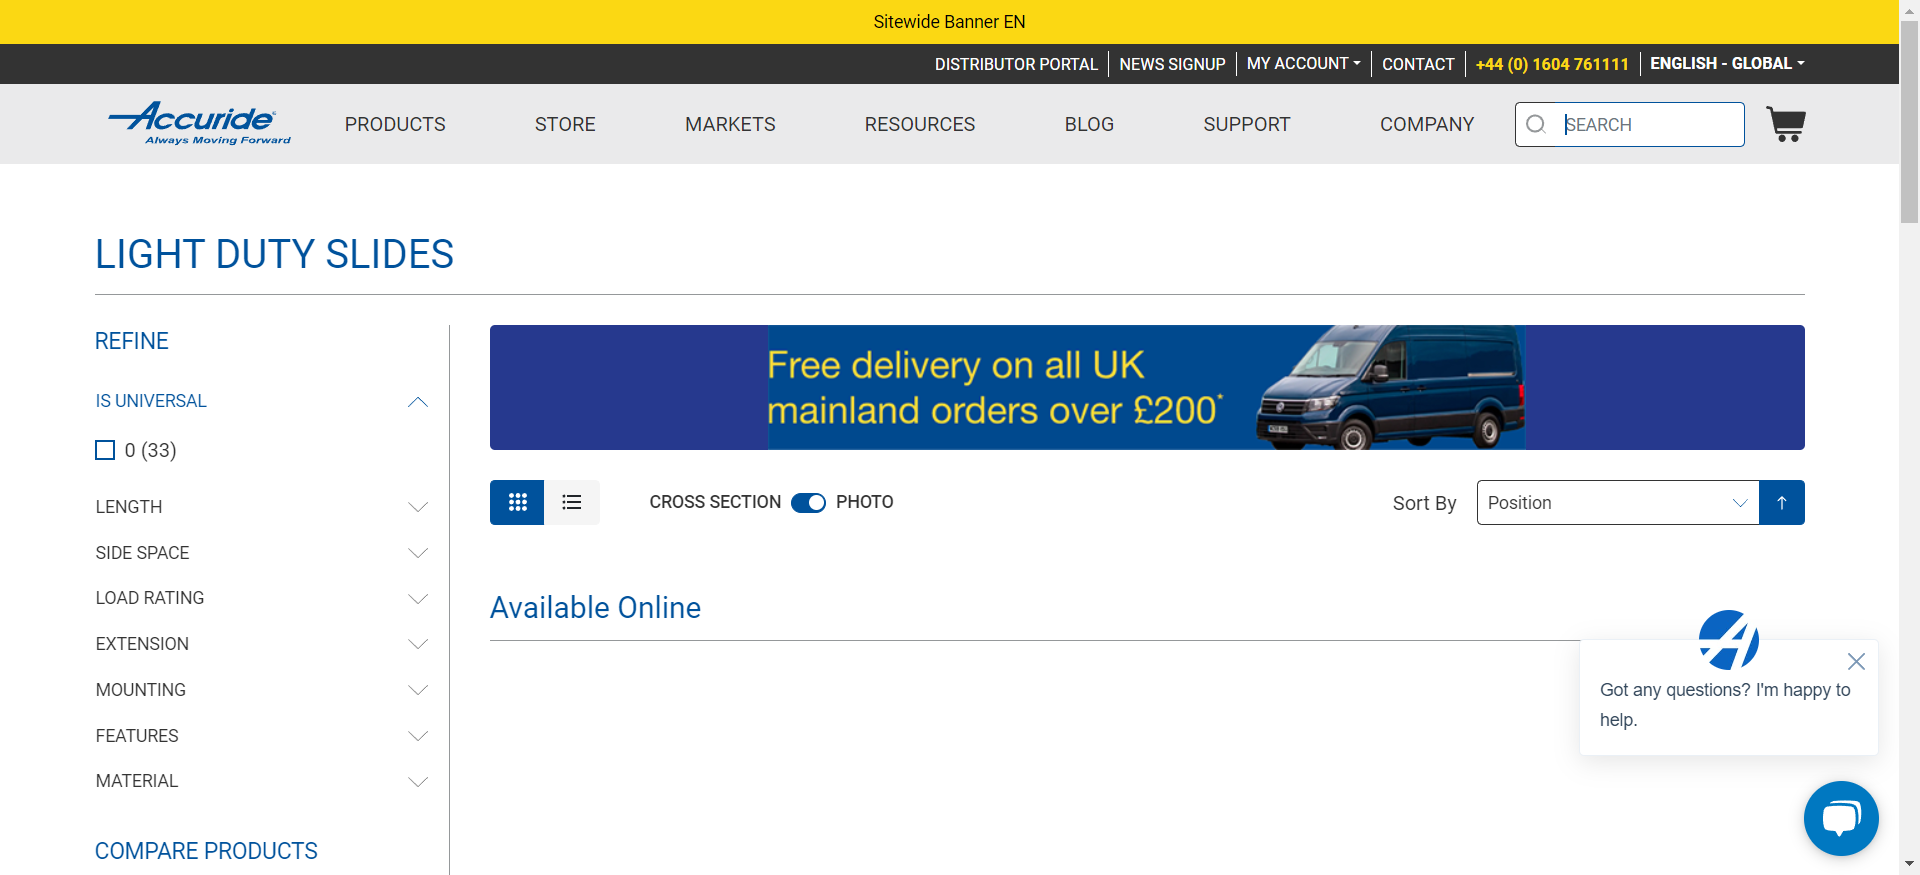 Sitewide Banner EN
DISTRIBUTOR PORTAL NEWS SIGNUP MY ACCOUNT CONTACT +44 (0) 1604 761111 ENGLISH - GLOBAL
Accuride
Always Moving Forward
PRODUCTS STORE MARKETS RESOURCES BLOG SUPPORT COMPANY SEARCH
LIGHT DUTY SLIDES
REFINE
IS UNIVERSAL
0 (33)
LENGTH
SIDE SPACE
LOAD RATING
EXTENSION
MOUNTING
FEATURES
MATERIAL
COMPARE PRODUCTS
Free delivery on all UK
mainland orders over £200*
CROSS SECTION PHOTO Sort By Position
Available Online
Got any questions? I'm happy to
help.